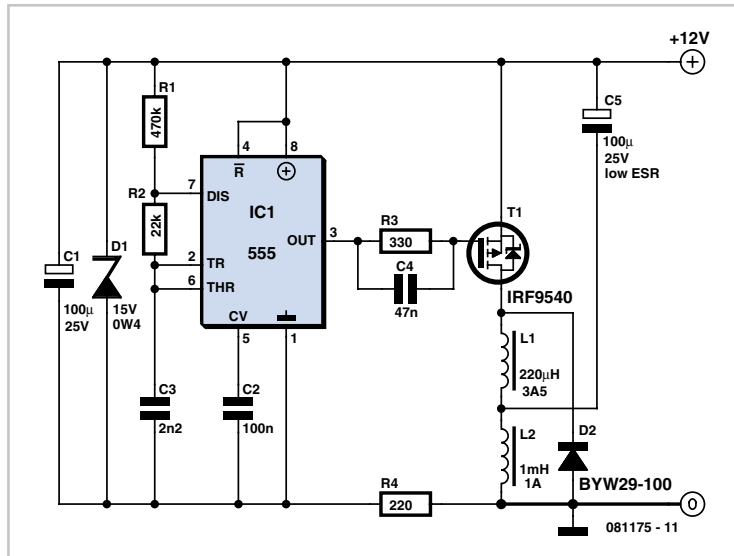 +12V
R1
470k
4
8
R
C5
100µ
25V
low ESR
R2
22k
7
DIS
IC1
T1
C1
D1
OUT
3
R3
330
2
TR
555
6
THR
C4
47n
IRF9540
100µ
25V
15V
0W4
CV
5
1
L1
220µH
3A5
C3
2n2
C2
100n
L2
1mH
1A
D2
BYW29-100
R4
220
0
081175 - 11